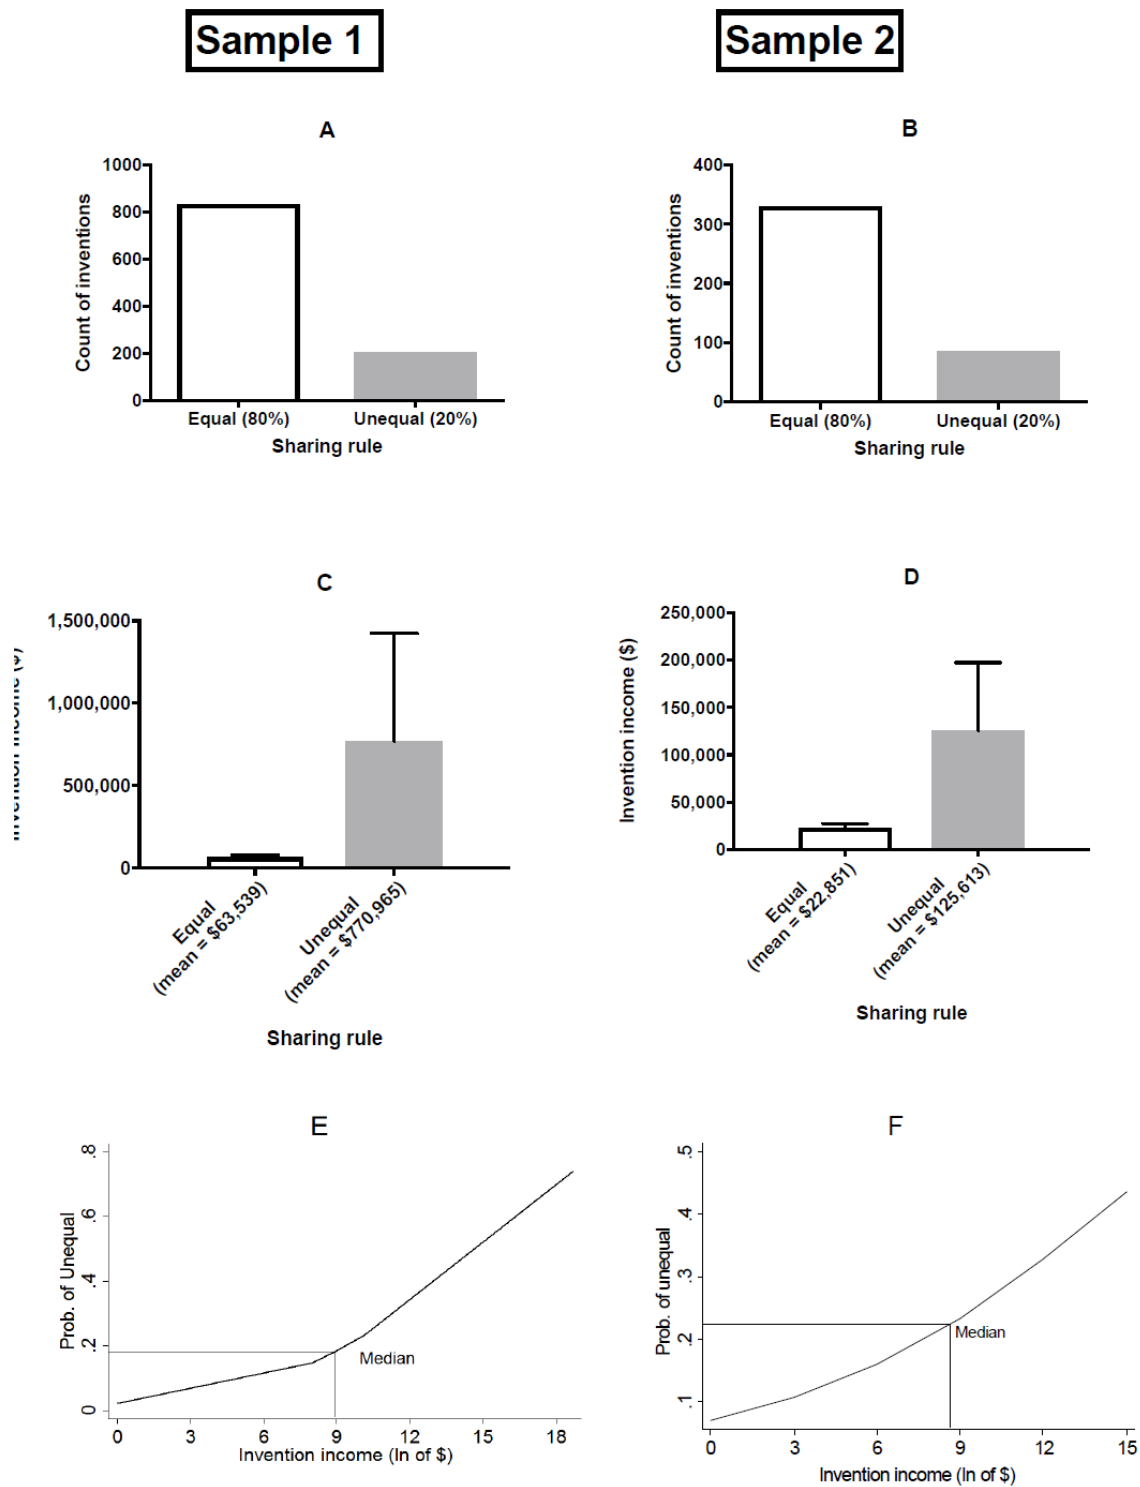 Sample 1
Sample 2
A
Count of inventions
1000
800
600
400
200
0
Equal (80%)
Unequal (20%)
Sharing rule
B
Count of inventions
400
300
200
100
0
Equal (80%)
Unequal (20%)
Sharing rule
C
Invention income ($)
1,500,000
1,000,000
500,000
0
Equal
(mean = $63,539)
Unequal
(mean = $770,965)
Sharing rule
D
Invention income ($)
250,000
200,000
150,000
100,000
50,000
0
Equal
(mean = $22,851)
Unequal
(mean = $125,613)
Sharing rule
E
Prob. of Unequal
.8
.6
.4
.2
0
Median
0 3 6 9 12 15 18
Invention income (ln of $)
F
Prob. of unequal
.5
.4
.3
.2
.1
Median
0 3 6 9 12 15
Invention income (ln of $)